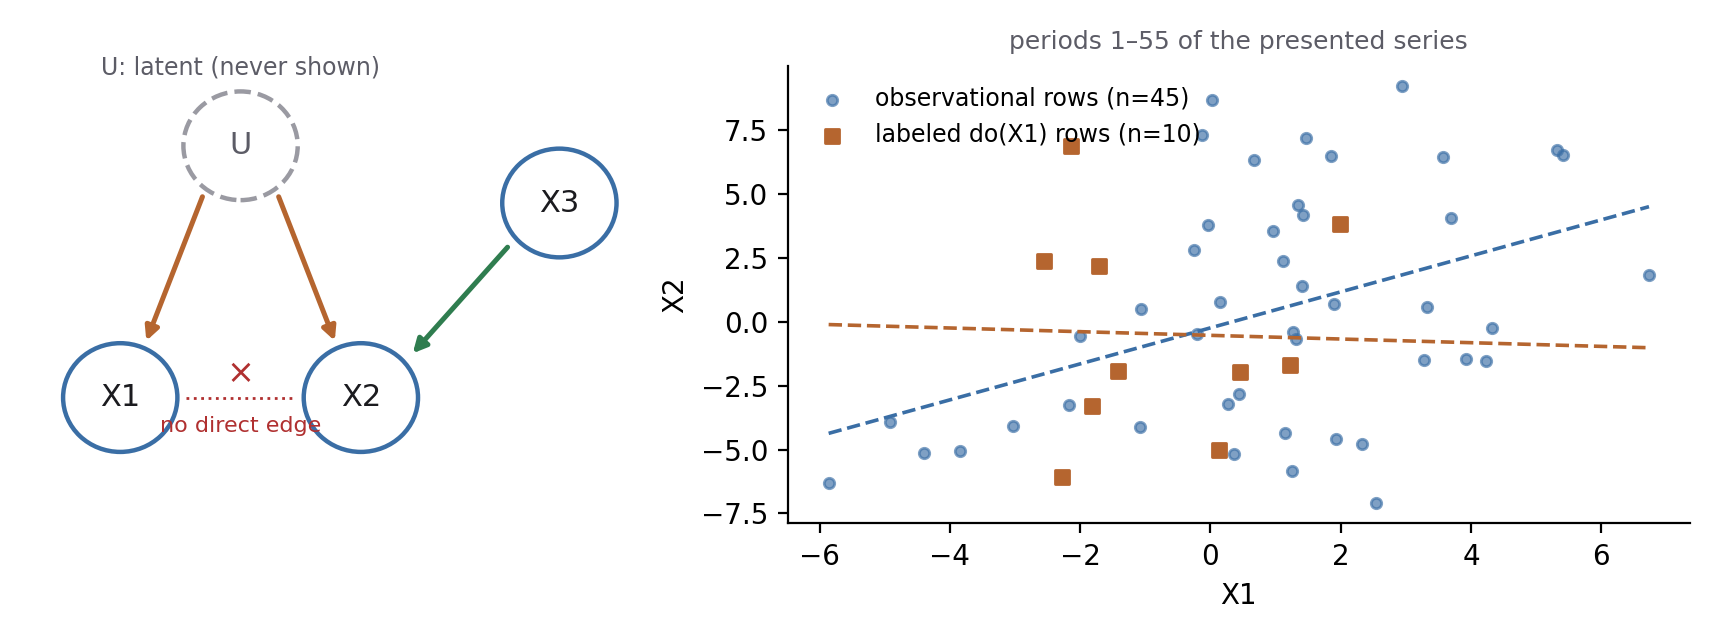 U: latent (never shown)
U
X3
X1
×
X2
no direct edge
periods 1–55 of the presented series
observational rows (n=45)
labeled do(X1) rows (n=10)
X2
7.5
5.0
2.5
0.0
−2.5
−5.0
−7.5
−6 −4 −2 0 2 4 6
X1